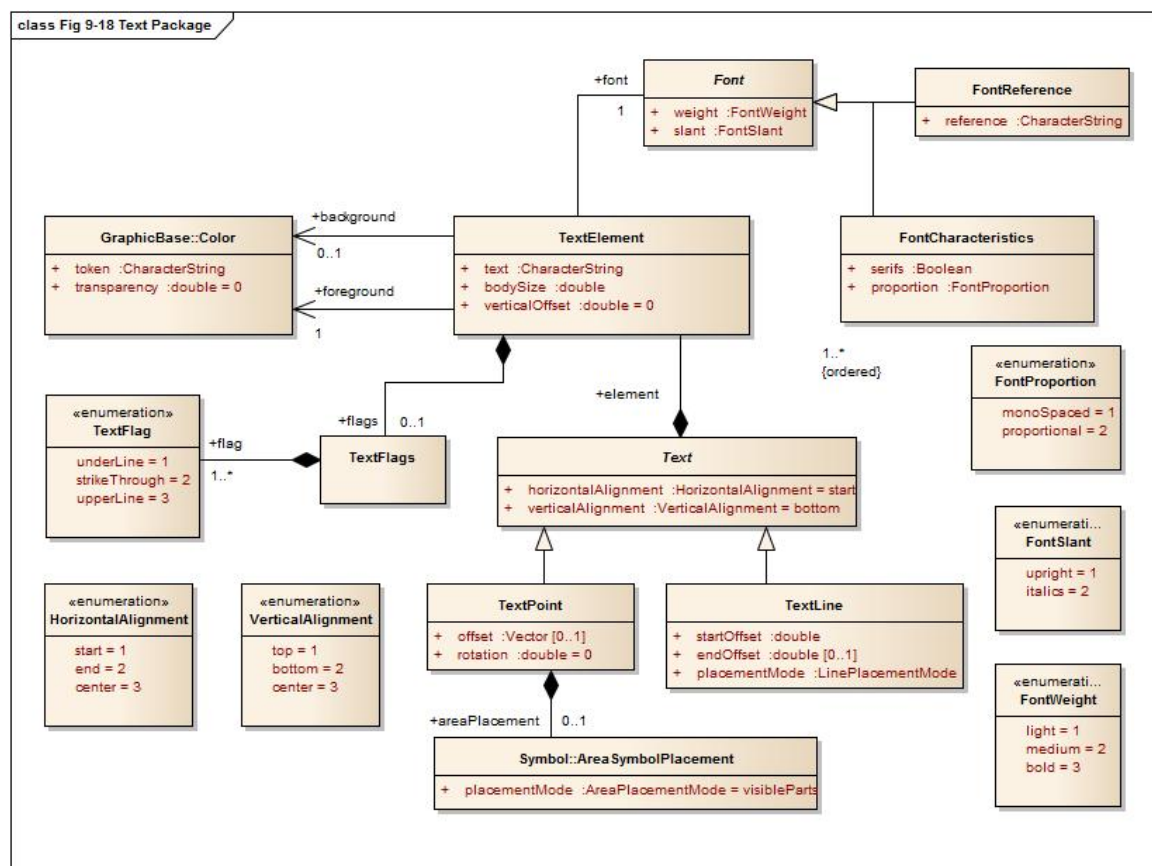 class Fig 9-18 Text Package
Font
+ weight :FontWeight
+ slant :FontSlant
FontReference
+ reference :CharacterString
+font
1
GraphicBase::Color
+ token :CharacterString
+ transparency :double = 0
+background
0..1
+foreground
1
TextElement
+ text :CharacterString
+ bodySize :double
+ verticalOffset :double = 0
FontCharacteristics
+ serifs :Boolean
+ proportion :FontProportion
1..*
{ordered}
«enumeration»
FontProportion
monoSpaced = 1
proportional = 2
«enumeration»
TextFlag
underLine = 1
strikeThrough = 2
upperLine = 3
+flag
1..*
+flags
0..1
TextFlags
+element
Text
+ horizontalAlignment :HorizontalAlignment = start
+ verticalAlignment :VerticalAlignment = bottom
«enumerati...
FontSlant
upright = 1
italics = 2
«enumeration»
HorizontalAlignment
start = 1
end = 2
center = 3
«enumeration»
VerticalAlignment
top = 1
bottom = 2
center = 3
TextPoint
+ offset :Vector [0..1]
+ rotation :double = 0
TextLine
+ startOffset :double
+ endOffset :double [0..1]
+ placementMode :LinePlacementMode
«enumerati...
FontWeight
light = 1
medium = 2
bold = 3
+areaPlacement
0..1
Symbol::AreaSymbolPlacement
+ placementMode :AreaPlacementMode = visibleParts